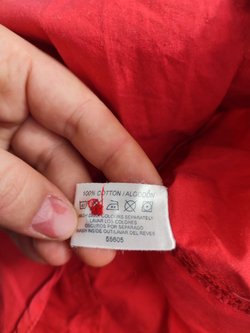 100% COTTON / ALGODÓN
WASH DARK COLOURS SEPARATELY
LAVAR LOS COLORES
OSCUROS POR SEPARADO
WASH INSIDE OUT/LAVAR DEL REVES
55605